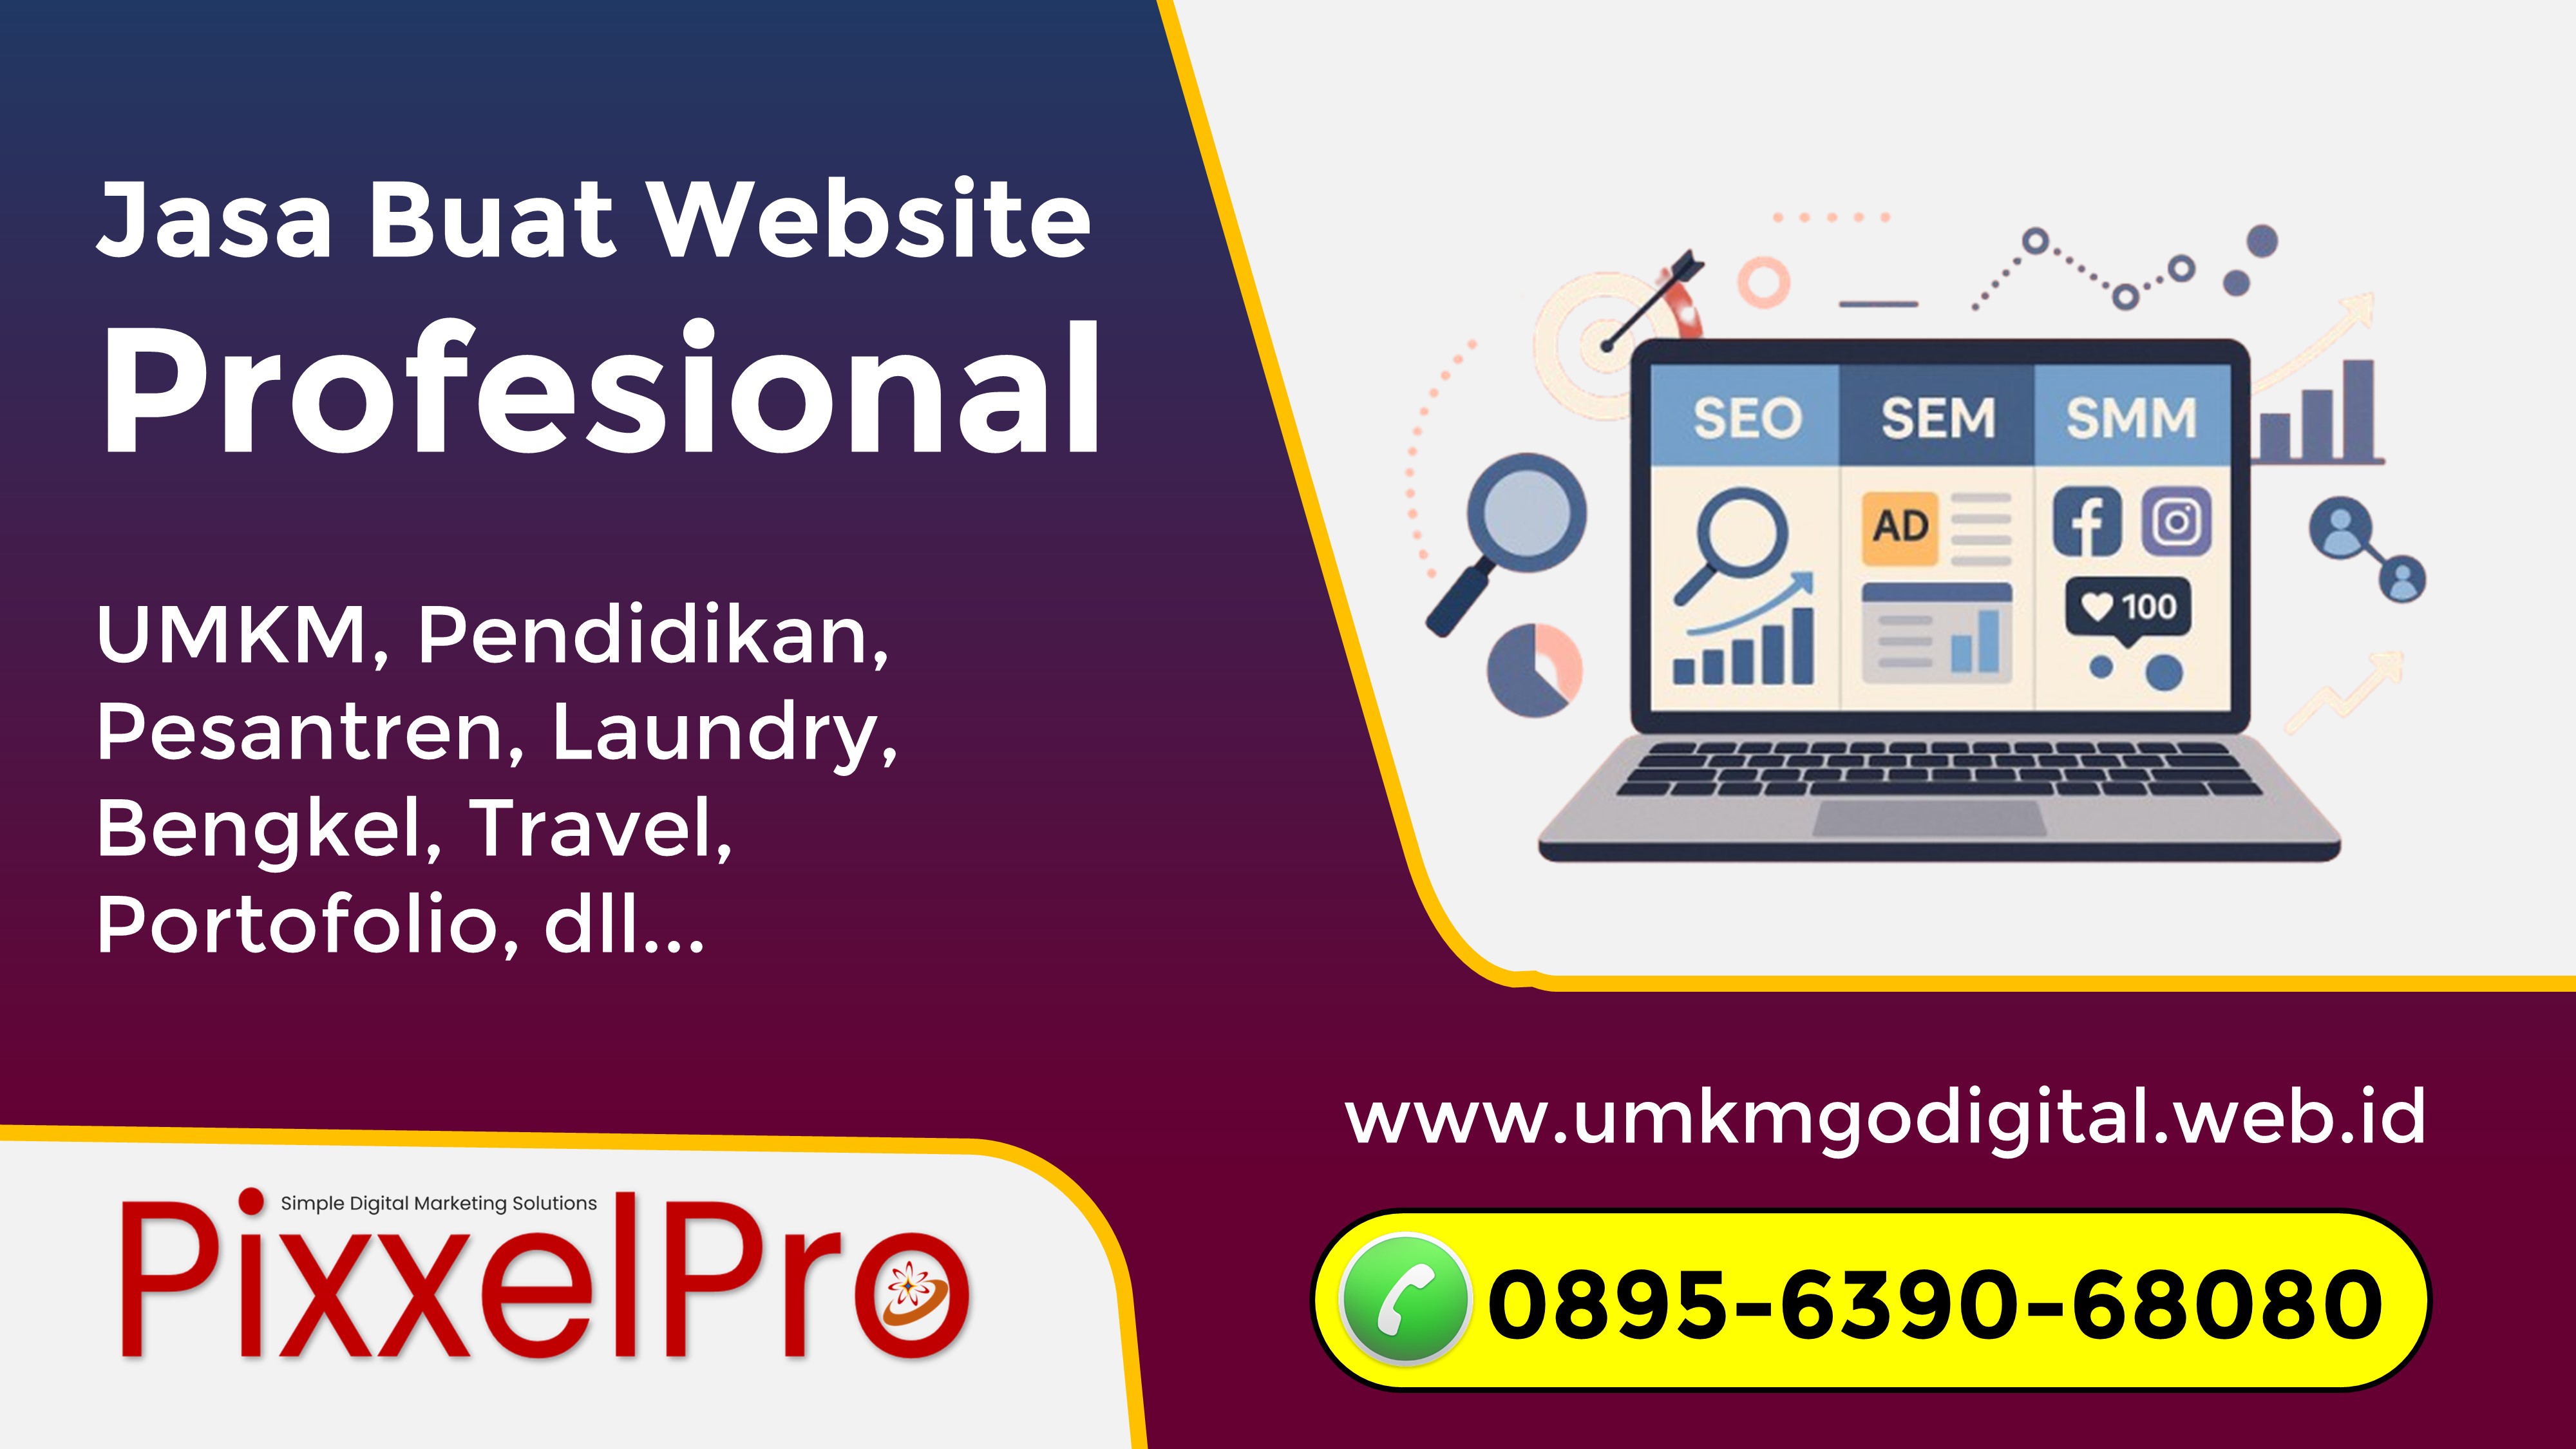 Jasa Buat Website
Profesional
UMKM, Pendidikan,
Pesantren, Laundry,
Bengkel, Travel,
Portofolio, dll...
SEO SEM SMM
AD
100
www.umkmgodigital.web.id
0895-6390-68080
Simple Digital Marketing Solutions
PixxelPro